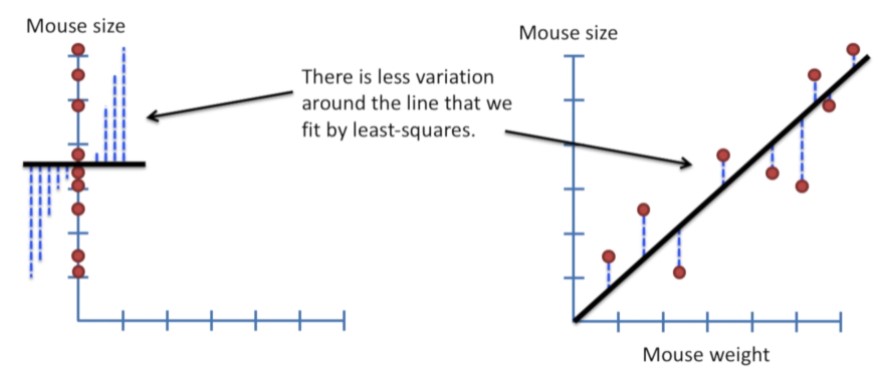 Mouse size
There is less variation
around the line that we
fit by least-squares.
Mouse size
Mouse weight